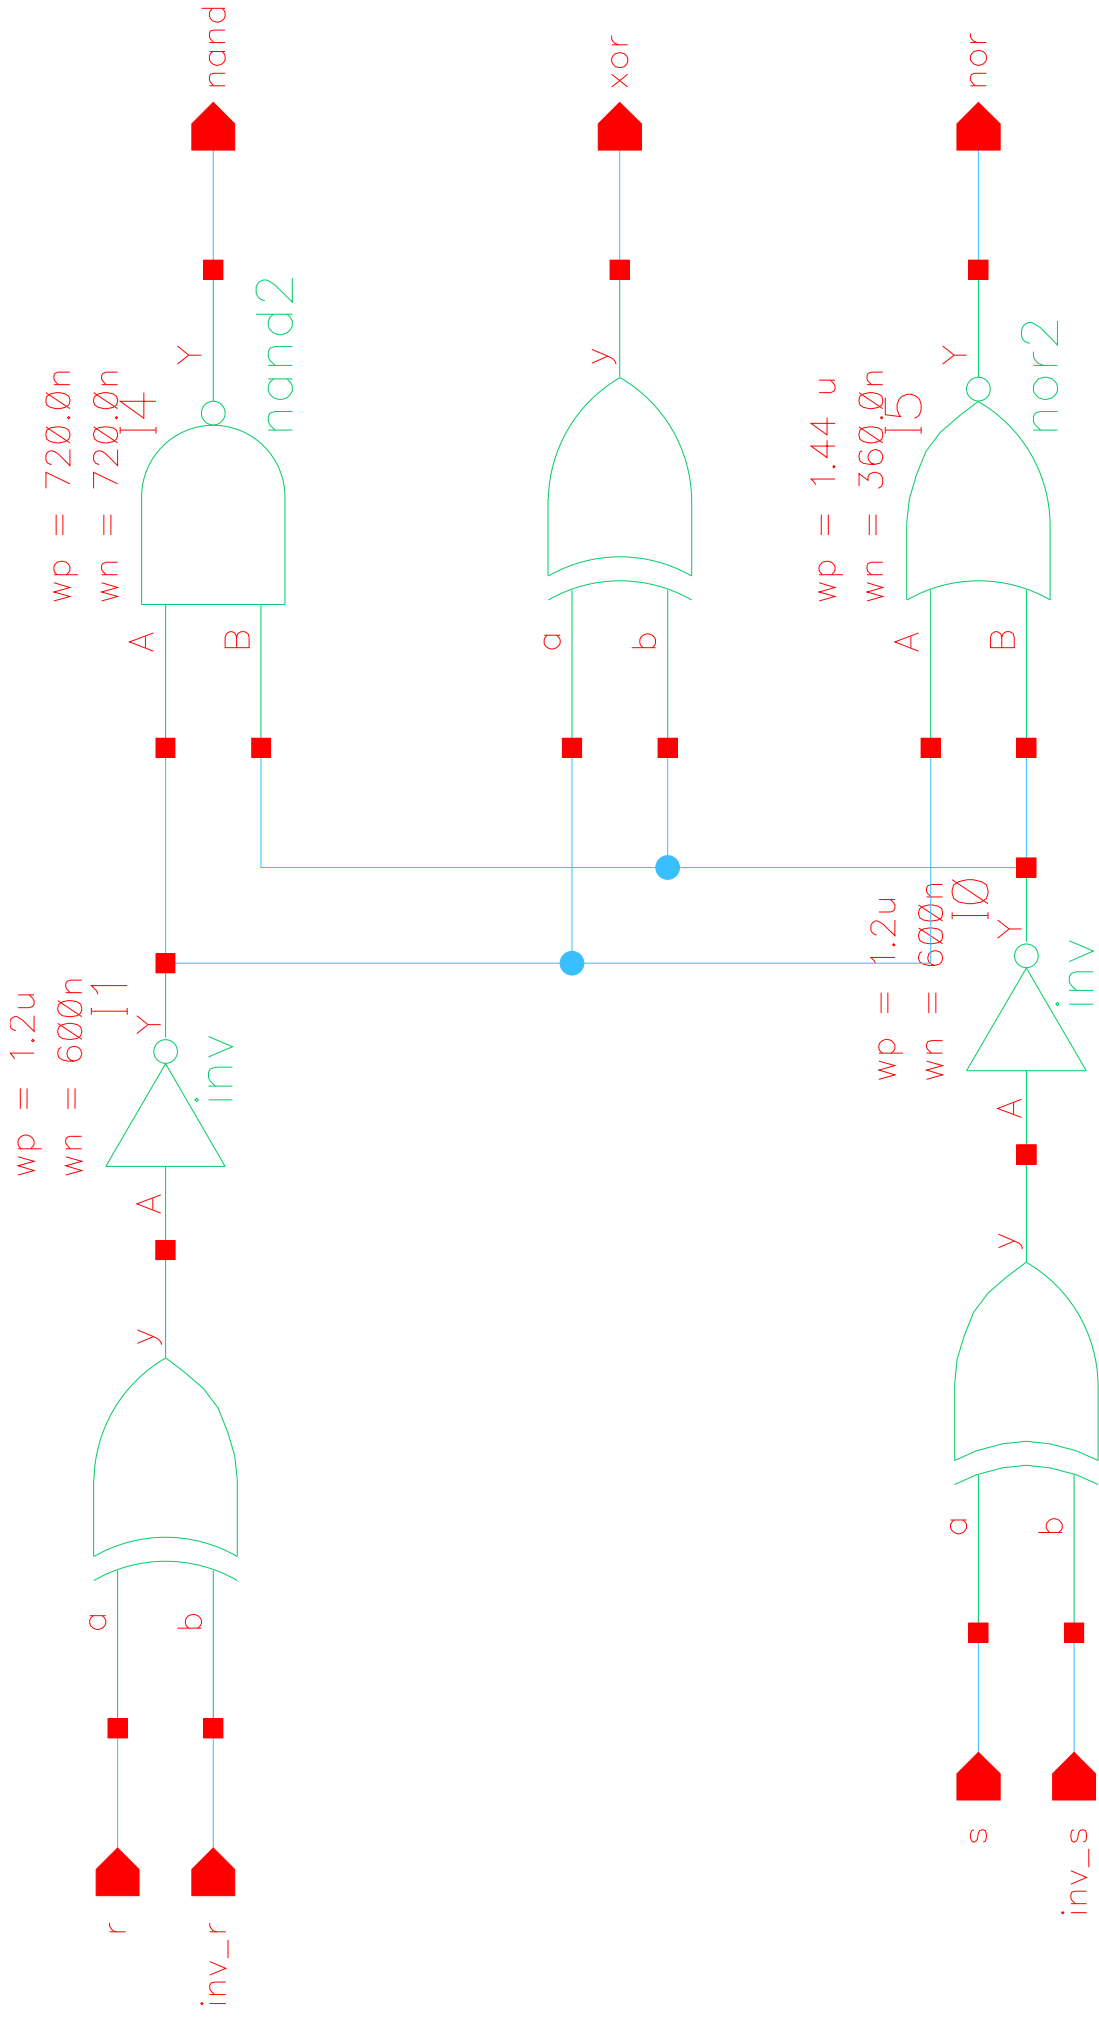 nand
xor
nor
Y
nand2
wp = 720.0n
wn = 720.0n
I4
A
B
y
a
b
Y
nor2
wp = 1.44 u
wn = 360.0n
I5
A
B
wp = 1.2u
wn = 600n
I1
Y
inv
A
wp = 1.2u
wn = 600n
I0
Y
inv
A
y
a
b
y
a
b
r
inv_r
s
inv_s